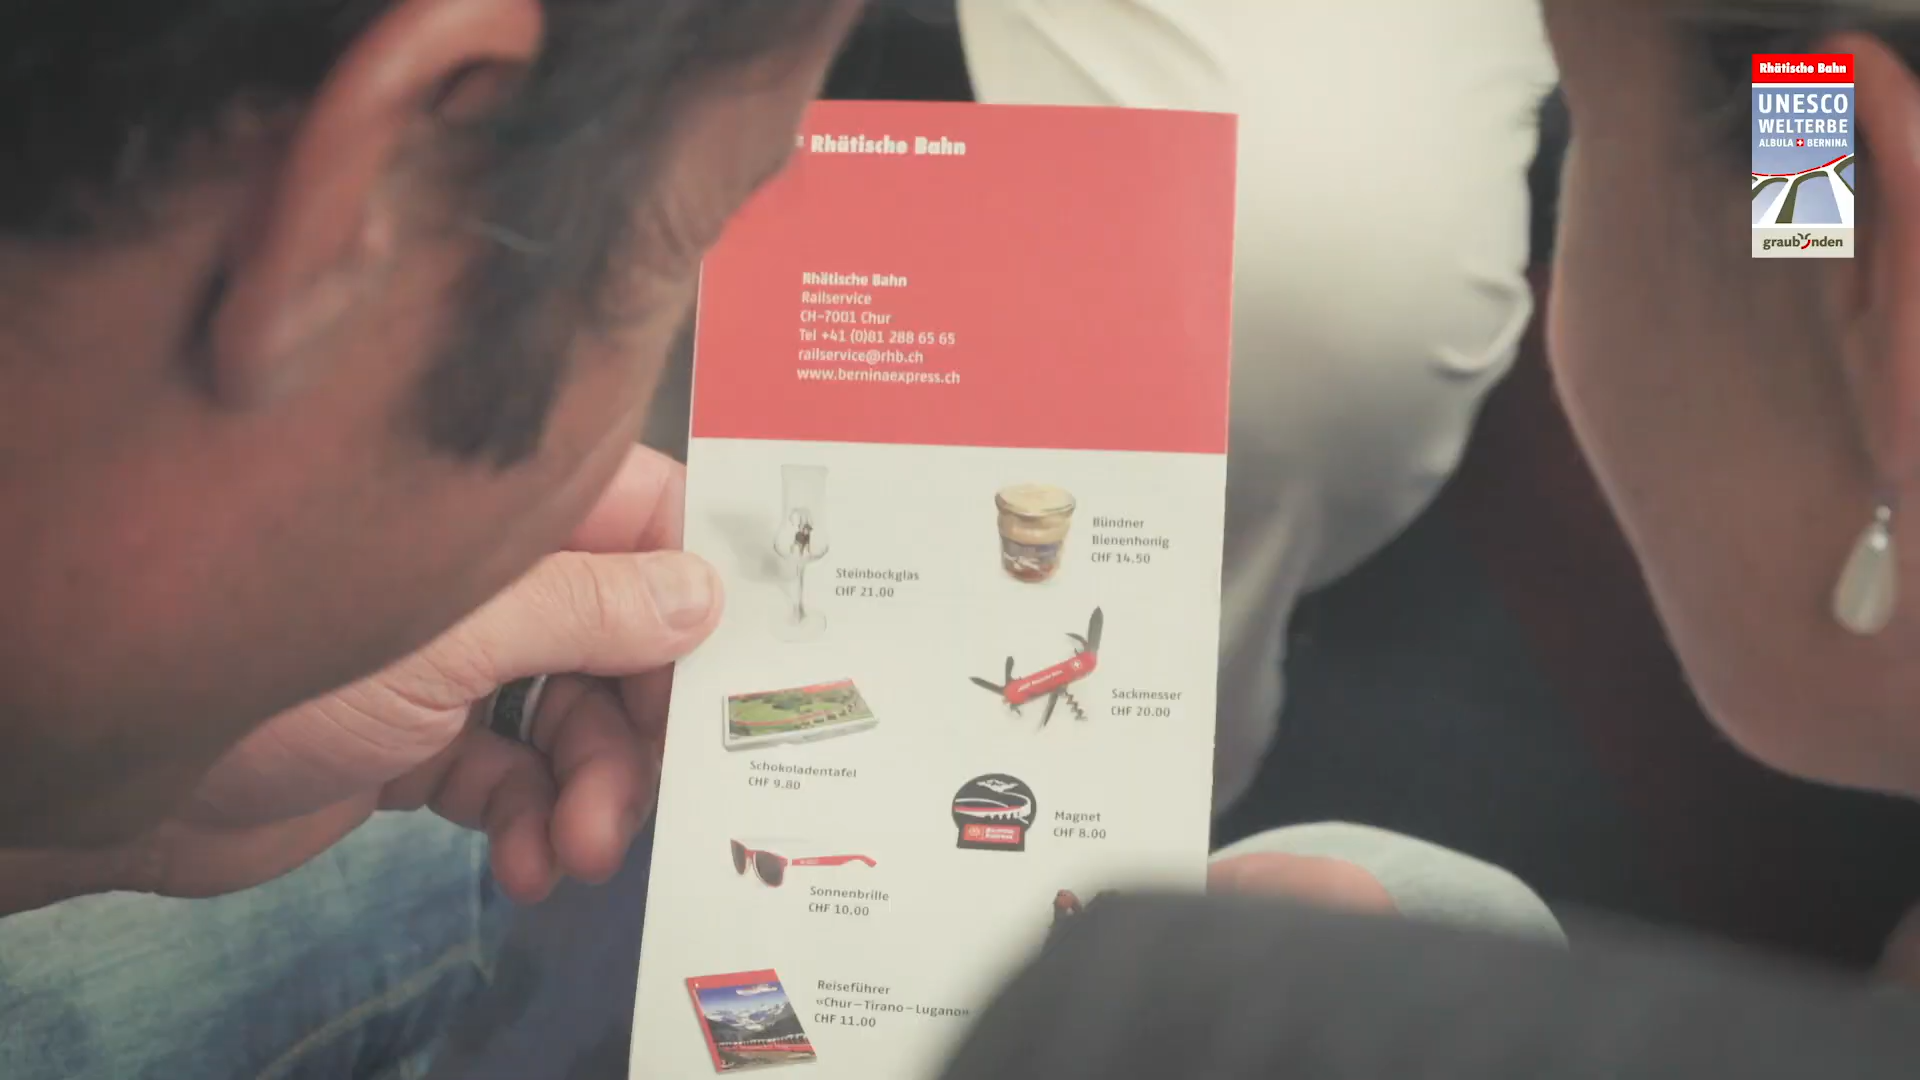 Rhätische Bahn
Rhätische Bahn
Railservice
CH-7001 Chur
Tel +41 (0)81 288 65 65
railservice@rhb.ch
www.berninaexpress.ch
Steinbockglas
CHF 21.00
Bündner
Bienenhonig
CHF 14.50
Sackmesser
CHF 20.00
Schokoladentafel
CHF 9.80
Magnet
CHF 8.00
Sonnenbrille
CHF 10.00
Reiseführer
«Chur–Tirano–Lugano»
CHF 11.00
Rhätische Bahn
UNESCO
WELTERBE
ALBULA BERNINA
graubünden